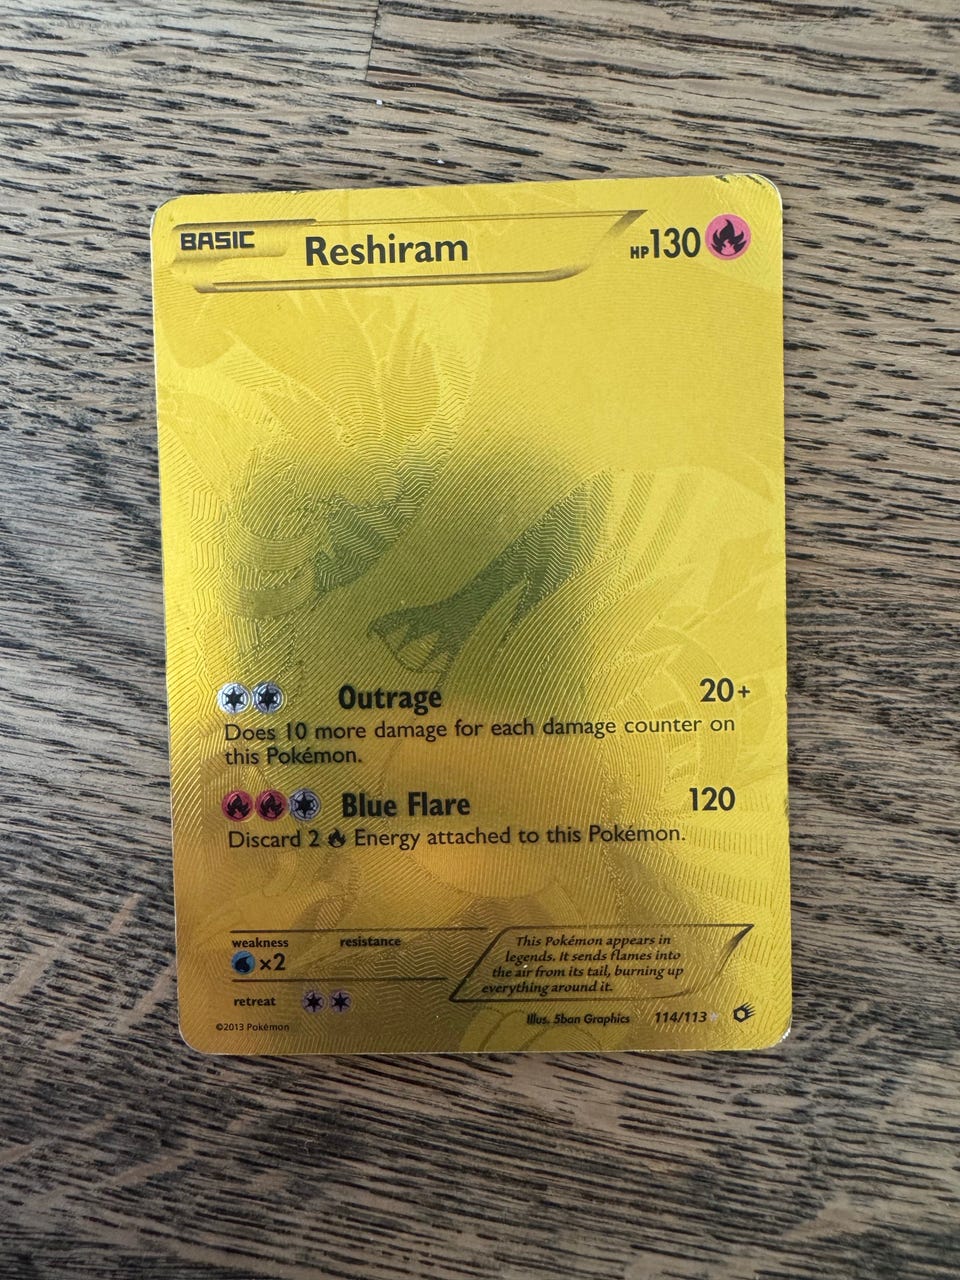 BASIC Reshiram HP130
Outrage 20+
Does 10 more damage for each damage counter on
this Pokémon.
Blue Flare 120
Discard 2 Energy attached to this Pokémon.
weakness resistance
×2
retreat
This Pokémon appears in
legends. It sends flames into
the air from its tail, burning up
everything around it.
©2013 Pokémon
Illus. 5ban Graphics 114/113